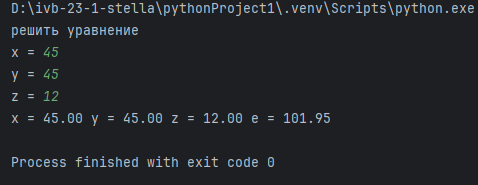 D:\ivb-23-1-stella\pythonProject1\.venv\Scripts\python.exe
решить уравнение
x = 45
y = 45
z = 12
x = 45.00 y = 45.00 z = 12.00 e = 101.95
Process finished with exit code 0